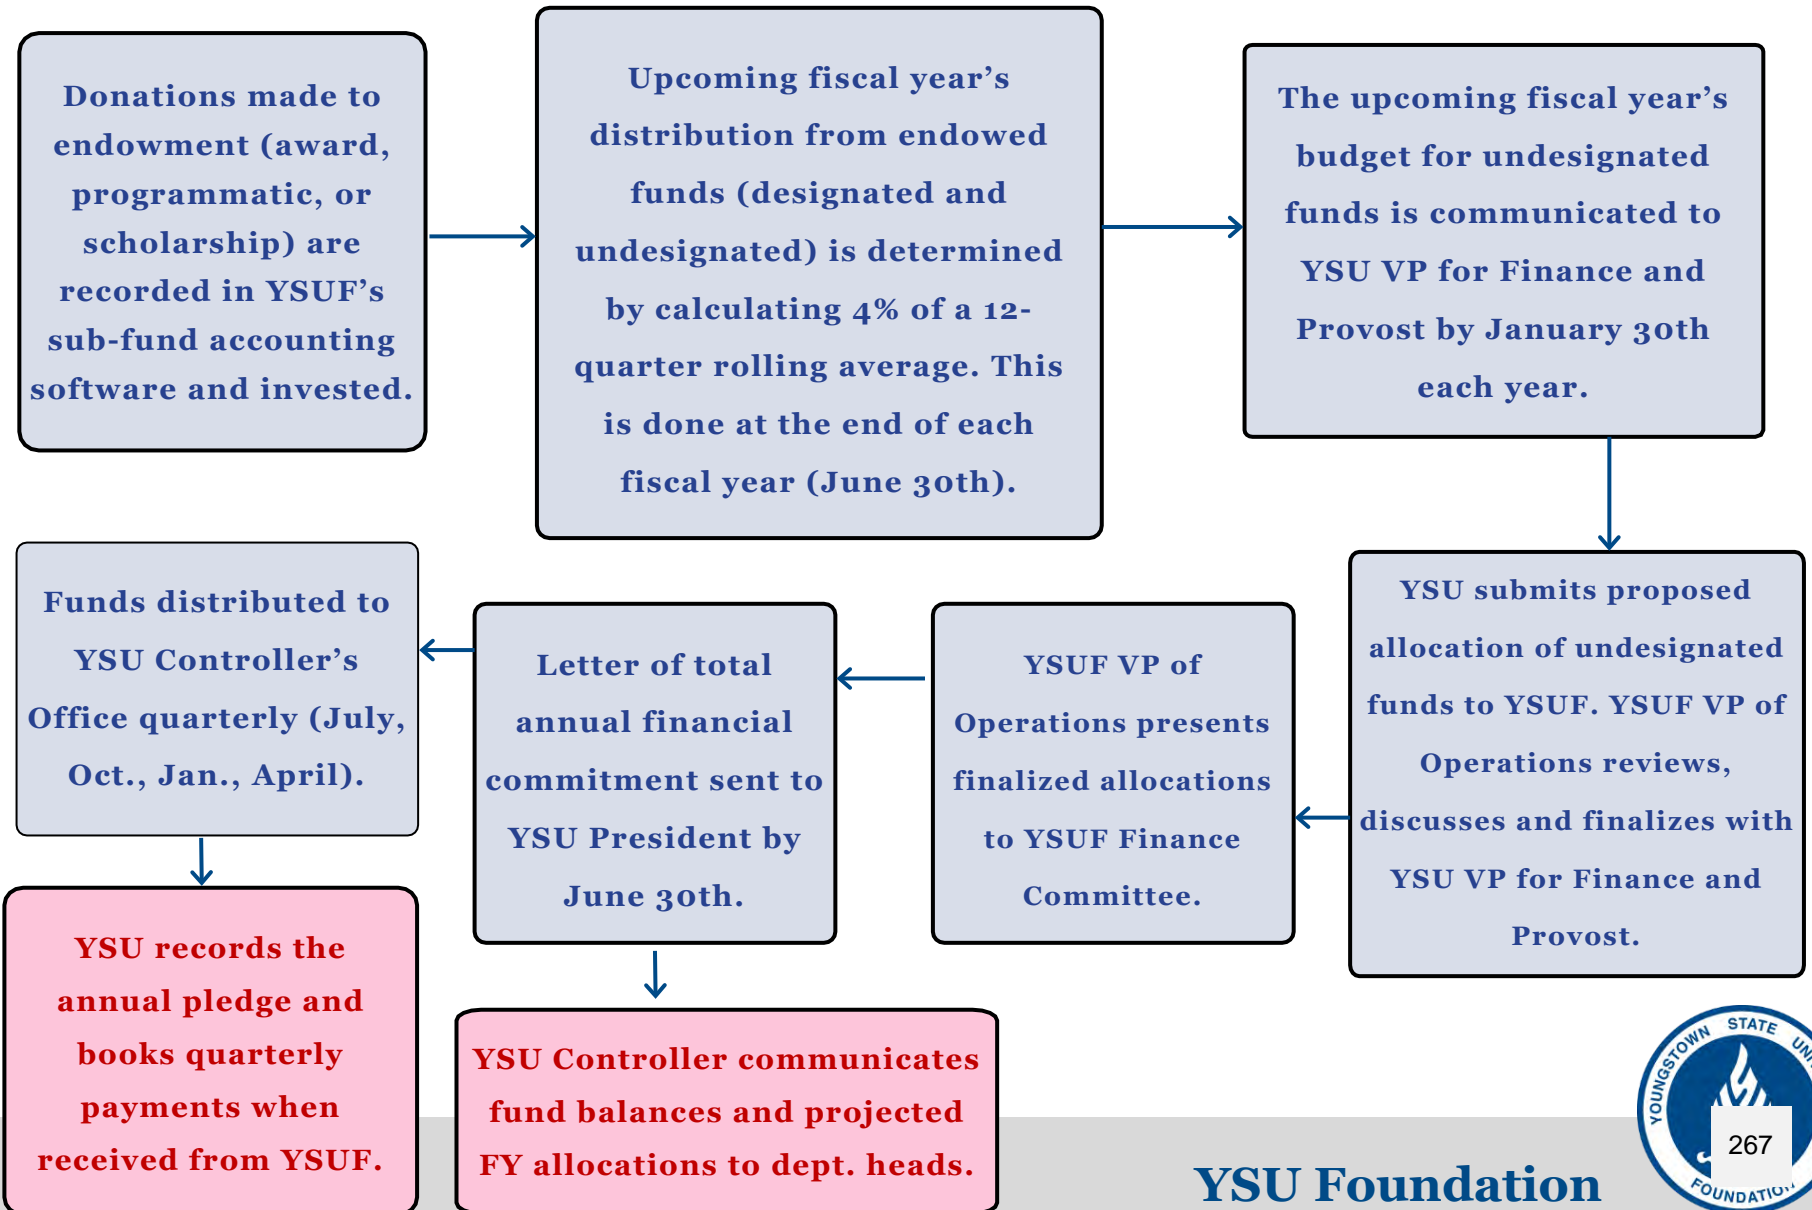 Donations made to
endowment (award,
programmatic, or
scholarship) are
recorded in YSUF’s
sub-fund accounting
software and invested.
Upcoming fiscal year’s
distribution from endowed
funds (designated and
undesignated) is determined
by calculating 4% of a 12-
quarter rolling average. This
is done at the end of each
fiscal year (June 30th).
The upcoming fiscal year’s
budget for undesignated
funds is communicated to
YSU VP for Finance and
Provost by January 30th
each year.
YSU submits proposed
allocation of undesignated
funds to YSUF. YSUF VP of
Operations reviews,
discusses and finalizes with
YSU VP for Finance and
Provost.
YSUF VP of
Operations presents
finalized allocations
to YSUF Finance
Committee.
Letter of total
annual financial
commitment sent to
YSU President by
June 30th.
Funds distributed to
YSU Controller’s
Office quarterly (July,
Oct., Jan., April).
YSU records the
annual pledge and
books quarterly
payments when
received from YSUF.
YSU Controller communicates
fund balances and projected
FY allocations to dept. heads.
YSU Foundation
YOUNGSTOWN STATE
267